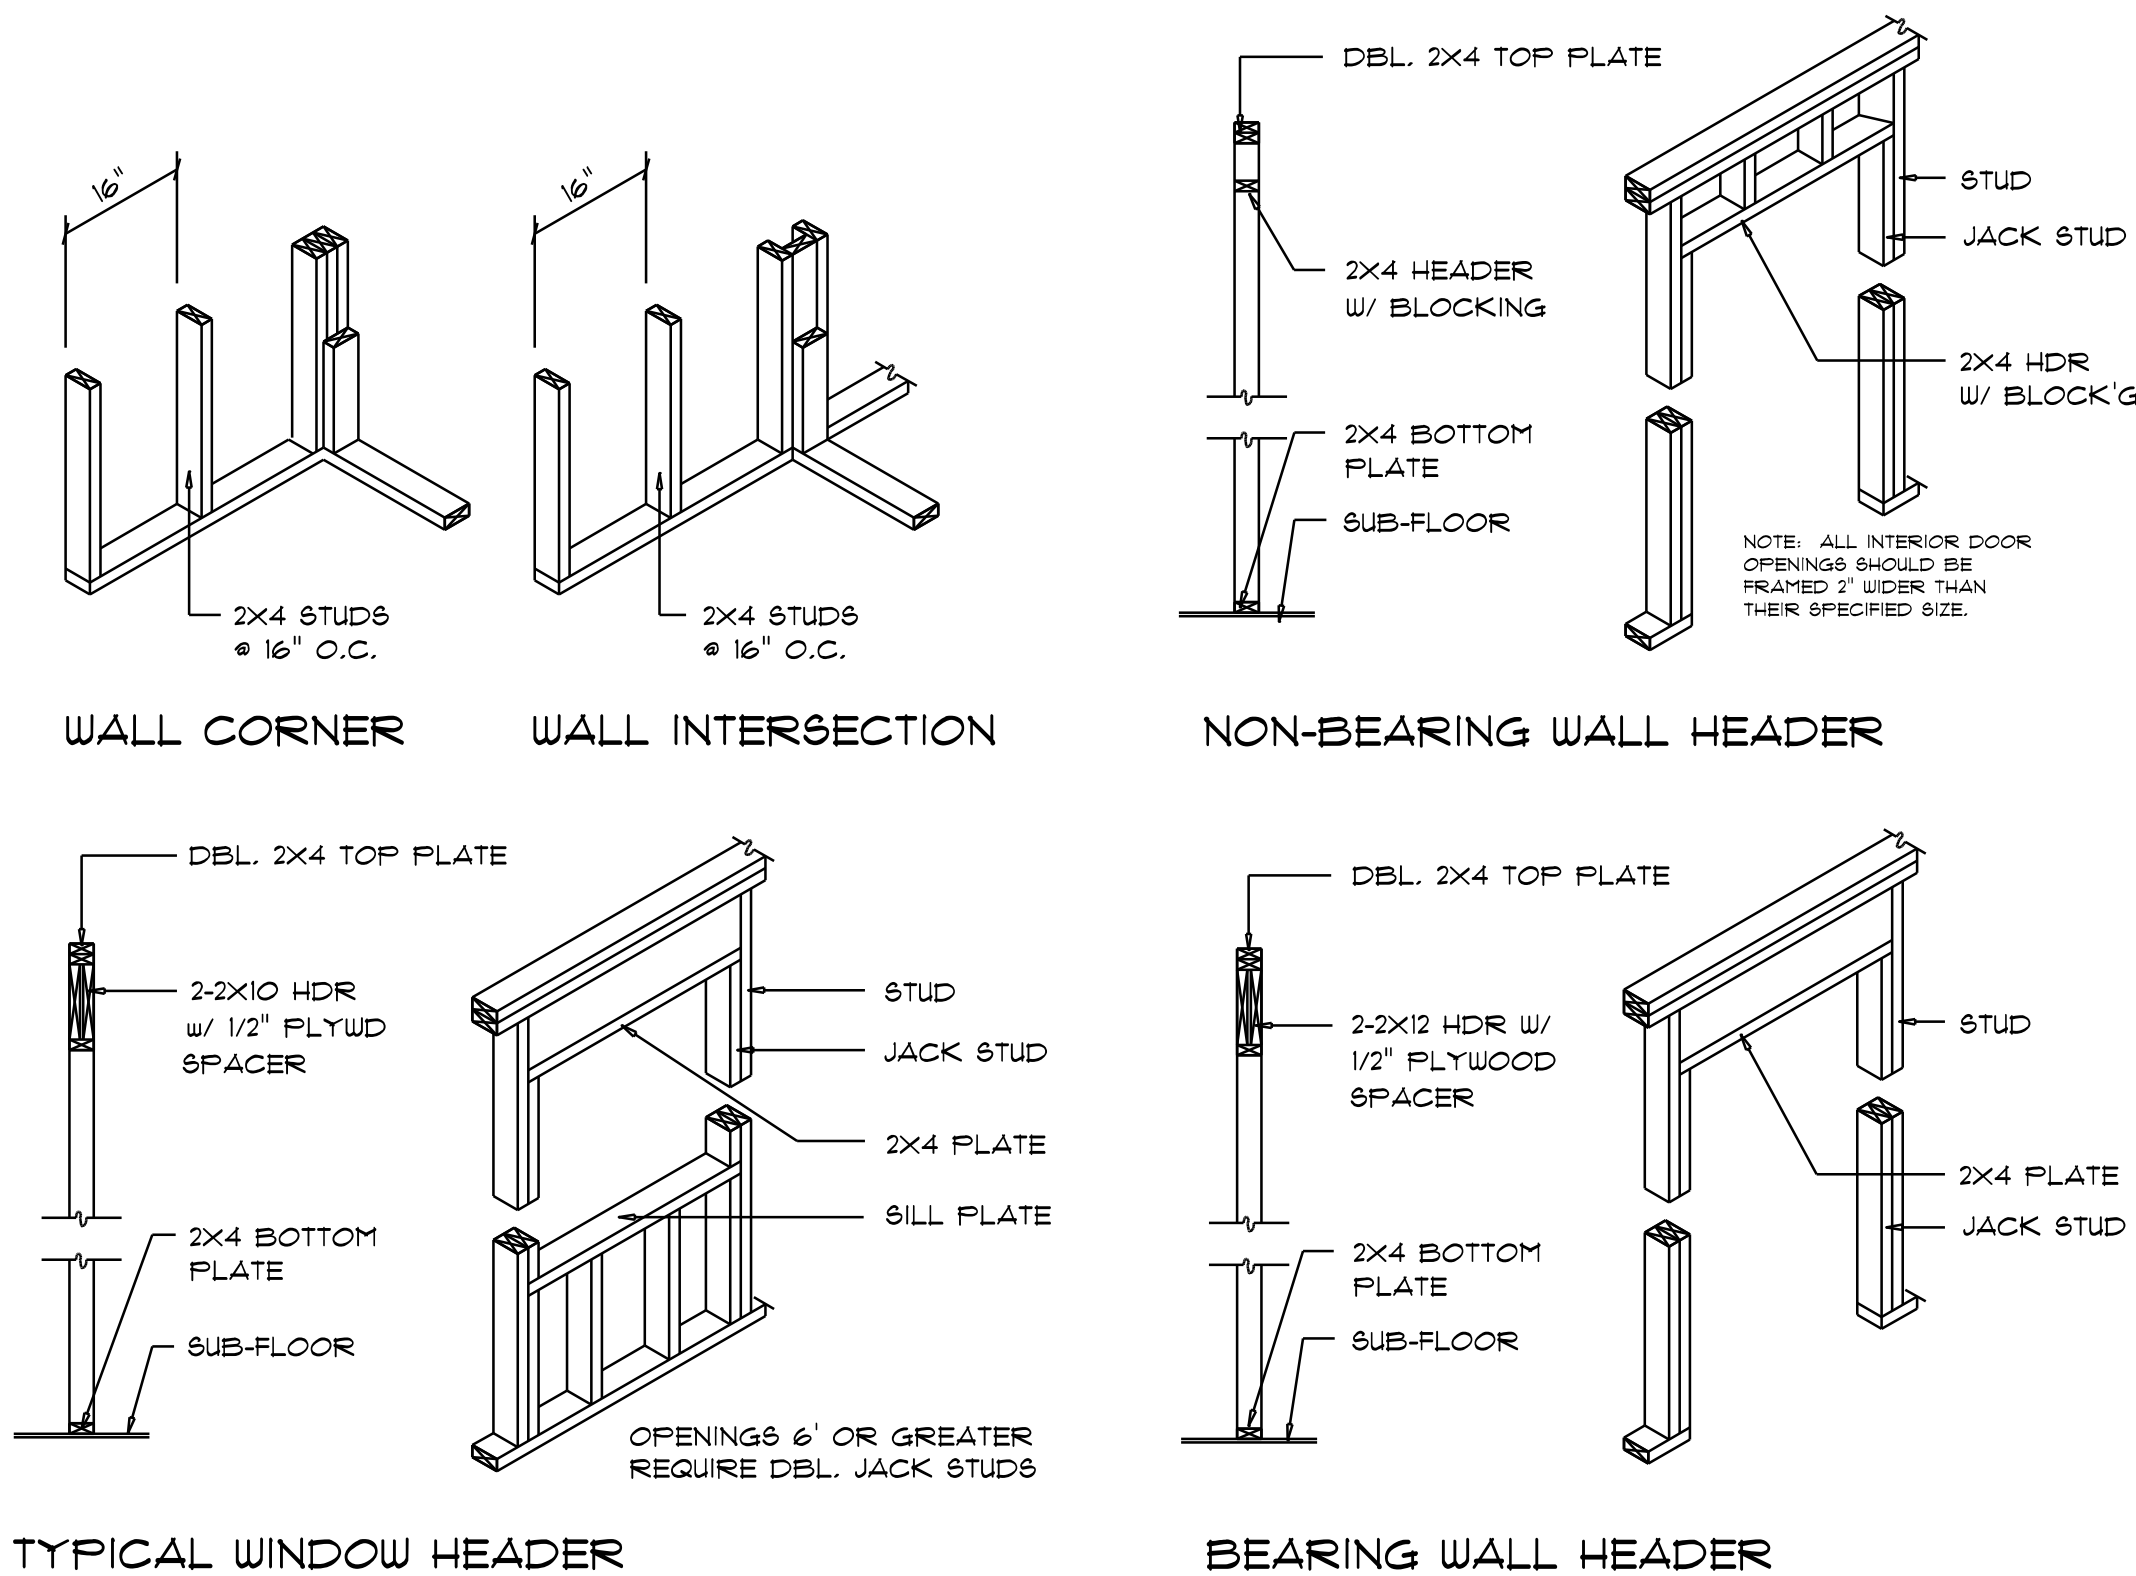 16"
2X4 STUDS
@ 16" O.C.
WALL CORNER
16"
2X4 STUDS
@ 16" O.C.
WALL INTERSECTION
DBL. 2X4 TOP PLATE
2X4 HEADER
W/ BLOCKING
2X4 BOTTOM
PLATE
SUB-FLOOR
STUD
JACK STUD
2X4 HDR
W/ BLOCK'G
NOTE: ALL INTERIOR DOOR
OPENINGS SHOULD BE
FRAMED 2" WIDER THAN
THEIR SPECIFIED SIZE.
NON-BEARING WALL HEADER
DBL. 2X4 TOP PLATE
2-2X10 HDR
W/ 1/2" PLYWD
SPACER
2X4 BOTTOM
PLATE
SUB-FLOOR
STUD
JACK STUD
2X4 PLATE
SILL PLATE
OPENINGS 6' OR GREATER
REQUIRE DBL. JACK STUDS
TYPICAL WINDOW HEADER
DBL. 2X4 TOP PLATE
2-2X12 HDR W/
1/2" PLYWOOD
SPACER
2X4 BOTTOM
PLATE
SUB-FLOOR
STUD
2X4 PLATE
JACK STUD
BEARING WALL HEADER